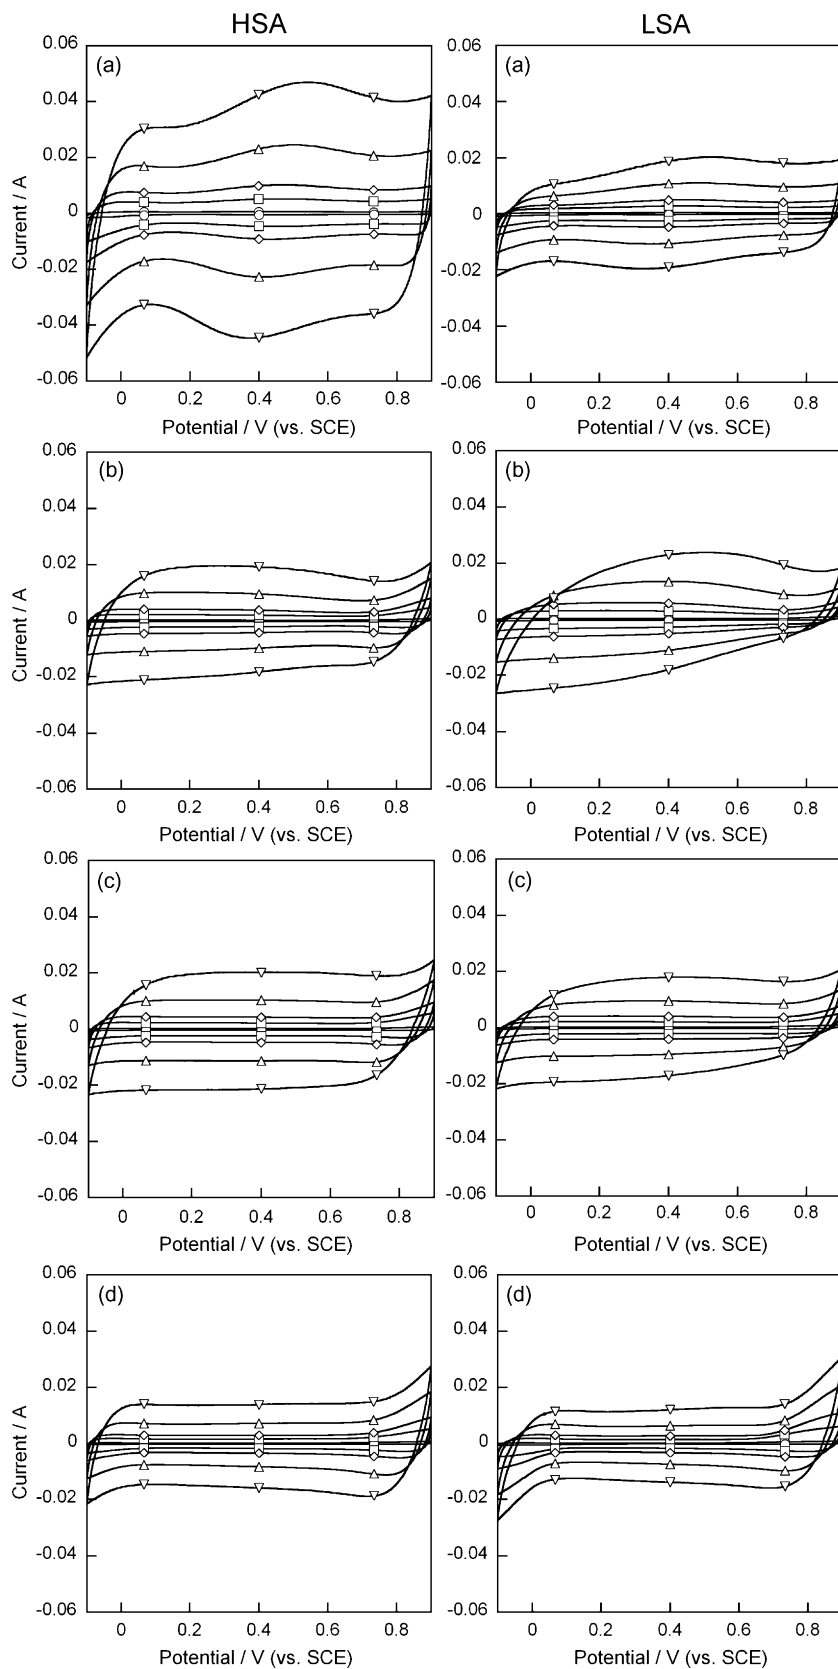 HSA LSA
(a) (a)
0.06 0.06
0.04 0.04
0.02 0.02
0 0
-0.02 -0.02
-0.04 -0.04
-0.06 -0.06
Current / A
0 0.2 0.4 0.6 0.8 0 0.2 0.4 0.6 0.8
Potential / V (vs. SCE) Potential / V (vs. SCE)
(b) (b)
0.06 0.06
0.04 0.04
0.02 0.02
0 0
-0.02 -0.02
-0.04 -0.04
-0.06 -0.06
Current / A
0 0.2 0.4 0.6 0.8 0 0.2 0.4 0.6 0.8
Potential / V (vs. SCE) Potential / V (vs. SCE)
(c) (c)
0.06 0.06
0.04 0.04
0.02 0.02
0 0
-0.02 -0.02
-0.04 -0.04
-0.06 -0.06
Current / A
0 0.2 0.4 0.6 0.8 0 0.2 0.4 0.6 0.8
Potential / V (vs. SCE) Potential / V (vs. SCE)
(d) (d)
0.06 0.06
0.04 0.04
0.02 0.02
0 0
-0.02 -0.02
-0.04 -0.04
-0.06 -0.06
Current / A
0 0.2 0.4 0.6 0.8 0 0.2 0.4 0.6 0.8
Potential / V (vs. SCE) Potential / V (vs. SCE)